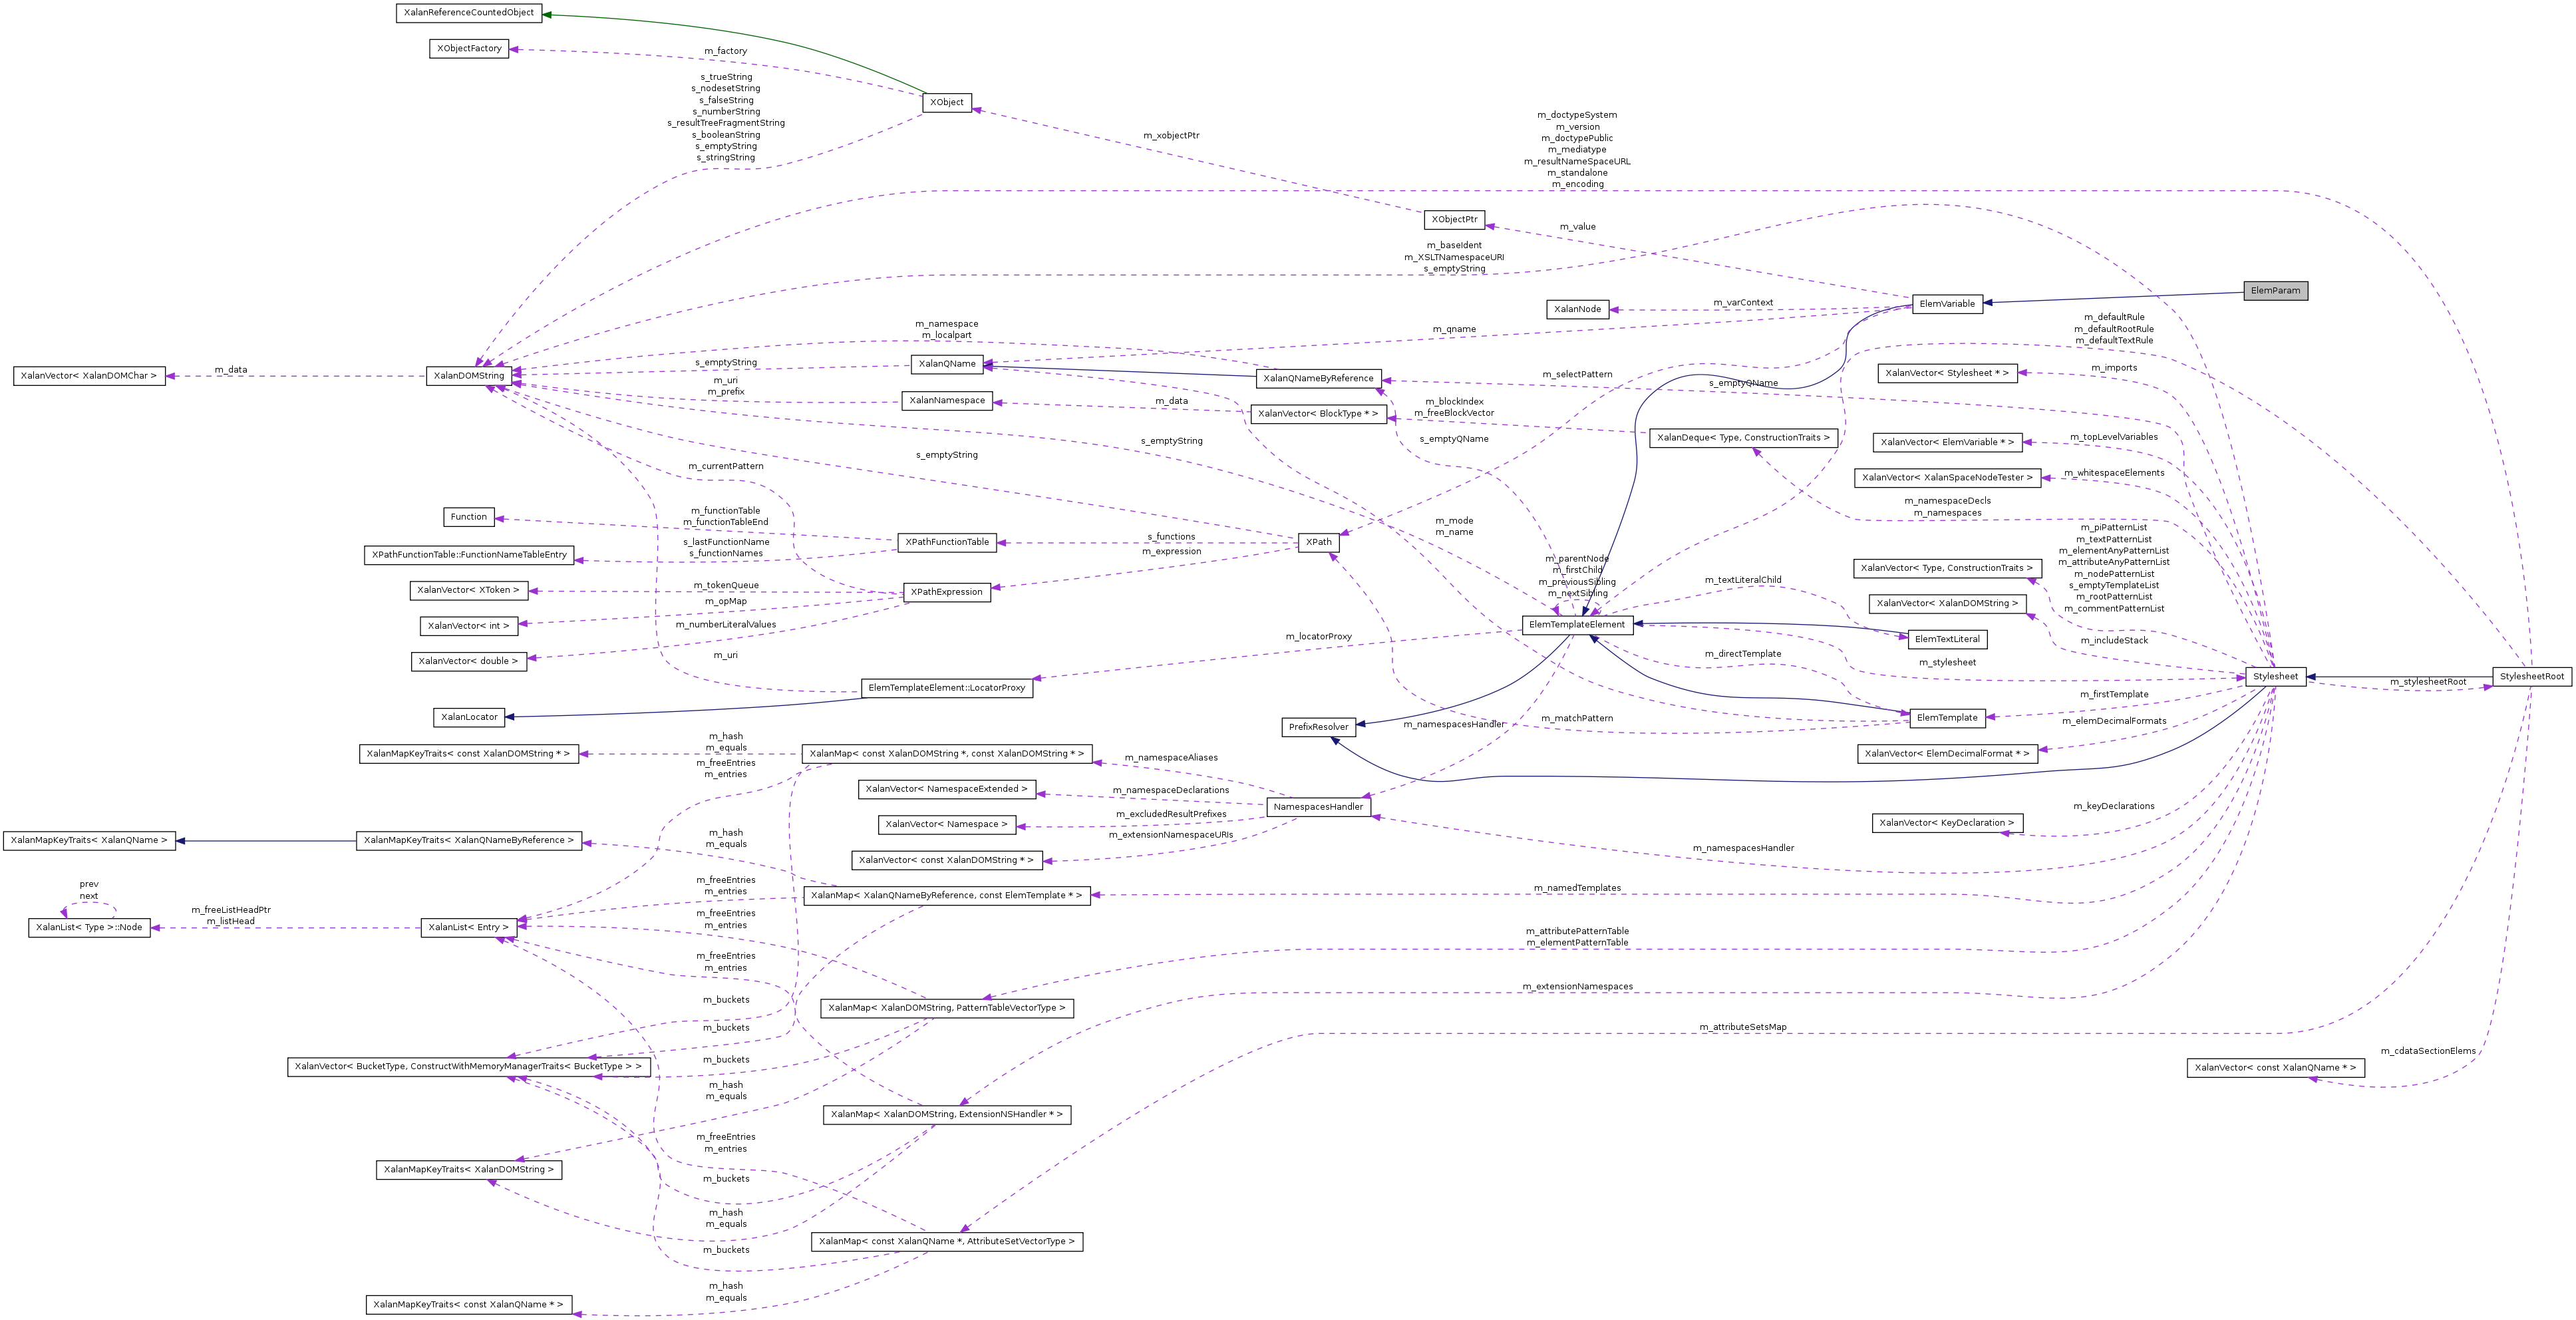 XalanReferenceCountedObject
XObjectFactory
m_factory
s_trueString
s_nodesetString
s_falseString
s_numberString
s_resultTreeFragmentString
s_booleanString
s_emptyString
s_stringString
XObject
m_xobjectPtr
m_doctypeSystem
m_version
m_doctypePublic
m_mediatype
m_resultNameSpaceURL
m_standalone
m_encoding
XObjectPtr
m_value
m_baseIdent
m_XSLTNamespaceURI
s_emptyString
ElemParam
XalanNode
m_varContext
ElemVariable
m_qname
m_defaultRule
m_defaultRootRule
m_defaultTextRule
m_namespace
m_localpart
XalanVector< XalanDOMChar >
m_data
XalanDOMString
s_emptyString
XalanQName
XalanQNameByReference
m_selectPattern
s_emptyQName
XalanVector< Stylesheet * >
m_imports
m_uri
m_prefix
XalanNamespace
m_data
XalanVector< BlockType * >
m_blockIndex
m_freeBlockVector
XalanDeque< Type, ConstructionTraits >
s_emptyQName
s_emptyString
s_emptyString
XalanVector< ElemVariable * >
m_topLevelVariables
m_currentPattern
XalanVector< XalanSpaceNodeTester >
m_whitespaceElements
m_namespaceDecls
m_namespaces
Function
m_functionTable
m_functionTableEnd
XPathFunctionTable
s_functions
m_expression
XPath
m_mode
m_name
XPathFunctionTable::FunctionNameTableEntry
s_lastFunctionName
s_functionNames
m_piPatternList
m_textPatternList
m_elementAnyPatternList
m_attributeAnyPatternList
m_nodePatternList
s_emptyTemplateList
m_rootPatternList
m_commentPatternList
XalanVector< Type, ConstructionTraits >
XalanVector< XToken >
m_tokenQueue
m_opMap
XPathExpression
m_parentNode
m_firstChild
m_previousSibling
m_nextSibling
m_textLiteralChild
XalanVector< XalanDOMString >
XalanVector< int >
m_numberLiteralValues
ElemTemplateElement
ElemTextLiteral
m_includeStack
m_locatorProxy
XalanVector< double >
m_uri
m_directTemplate
m_stylesheet
Stylesheet
m_stylesheetRoot
StylesheetRoot
ElemTemplateElement::LocatorProxy
m_firstTemplate
XalanLocator
PrefixResolver
m_namespacesHandler
m_matchPattern
ElemTemplate
m_elemDecimalFormats
XalanVector< ElemDecimalFormat * >
XalanMapKeyTraits< const XalanDOMString * >
m_hash
m_equals
XalanMap< const XalanDOMString *, const XalanDOMString * >
m_namespaceAliases
m_freeEntries
m_entries
XalanVector< NamespaceExtended >
m_namespaceDeclarations
NamespacesHandler
m_excludedResultPrefixes
XalanVector< Namespace >
m_extensionNamespaceURIs
XalanVector< const XalanDOMString * >
m_keyDeclarations
XalanVector< KeyDeclaration >
m_namespacesHandler
XalanMapKeyTraits< XalanQName >
XalanMapKeyTraits< XalanQNameByReference >
m_hash
m_equals
prev
next
m_freeEntries
m_entries
XalanMap< XalanQNameByReference, const ElemTemplate * >
m_namedTemplates
XalanList< Type >::Node
m_freeListHeadPtr
m_listHead
XalanList< Entry >
m_freeEntries
m_entries
m_attributePatternTable
m_elementPatternTable
m_freeEntries
m_entries
m_extensionNamespaces
m_buckets
XalanMap< XalanDOMString, PatternTableVectorType >
m_buckets
m_attributeSetsMap
m_cdataSectionElems
XalanVector< BucketType, ConstructWithMemoryManagerTraits< BucketType > >
m_buckets
XalanVector< const XalanQName * >
m_hash
m_equals
XalanMap< XalanDOMString, ExtensionNSHandler * >
m_freeEntries
m_entries
XalanMapKeyTraits< XalanDOMString >
m_buckets
m_hash
m_equals
XalanMap< const XalanQName *, AttributeSetVectorType >
m_buckets
m_hash
m_equals
XalanMapKeyTraits< const XalanQName * >